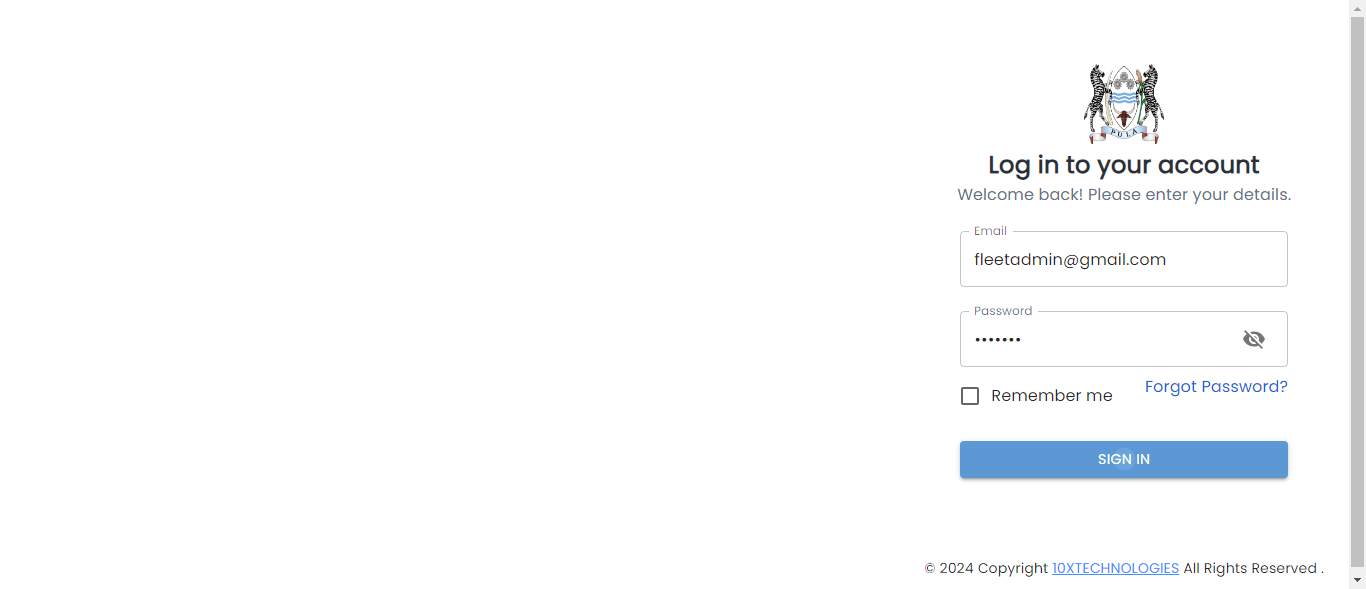 PULA
Log in to your account
Welcome back! Please enter your details.
Email
fleetadmin@gmail.com
Password
•••••••
Remember me
Forgot Password?
SIGN IN
© 2024 Copyright 10XTECHNOLOGIES All Rights Reserved .